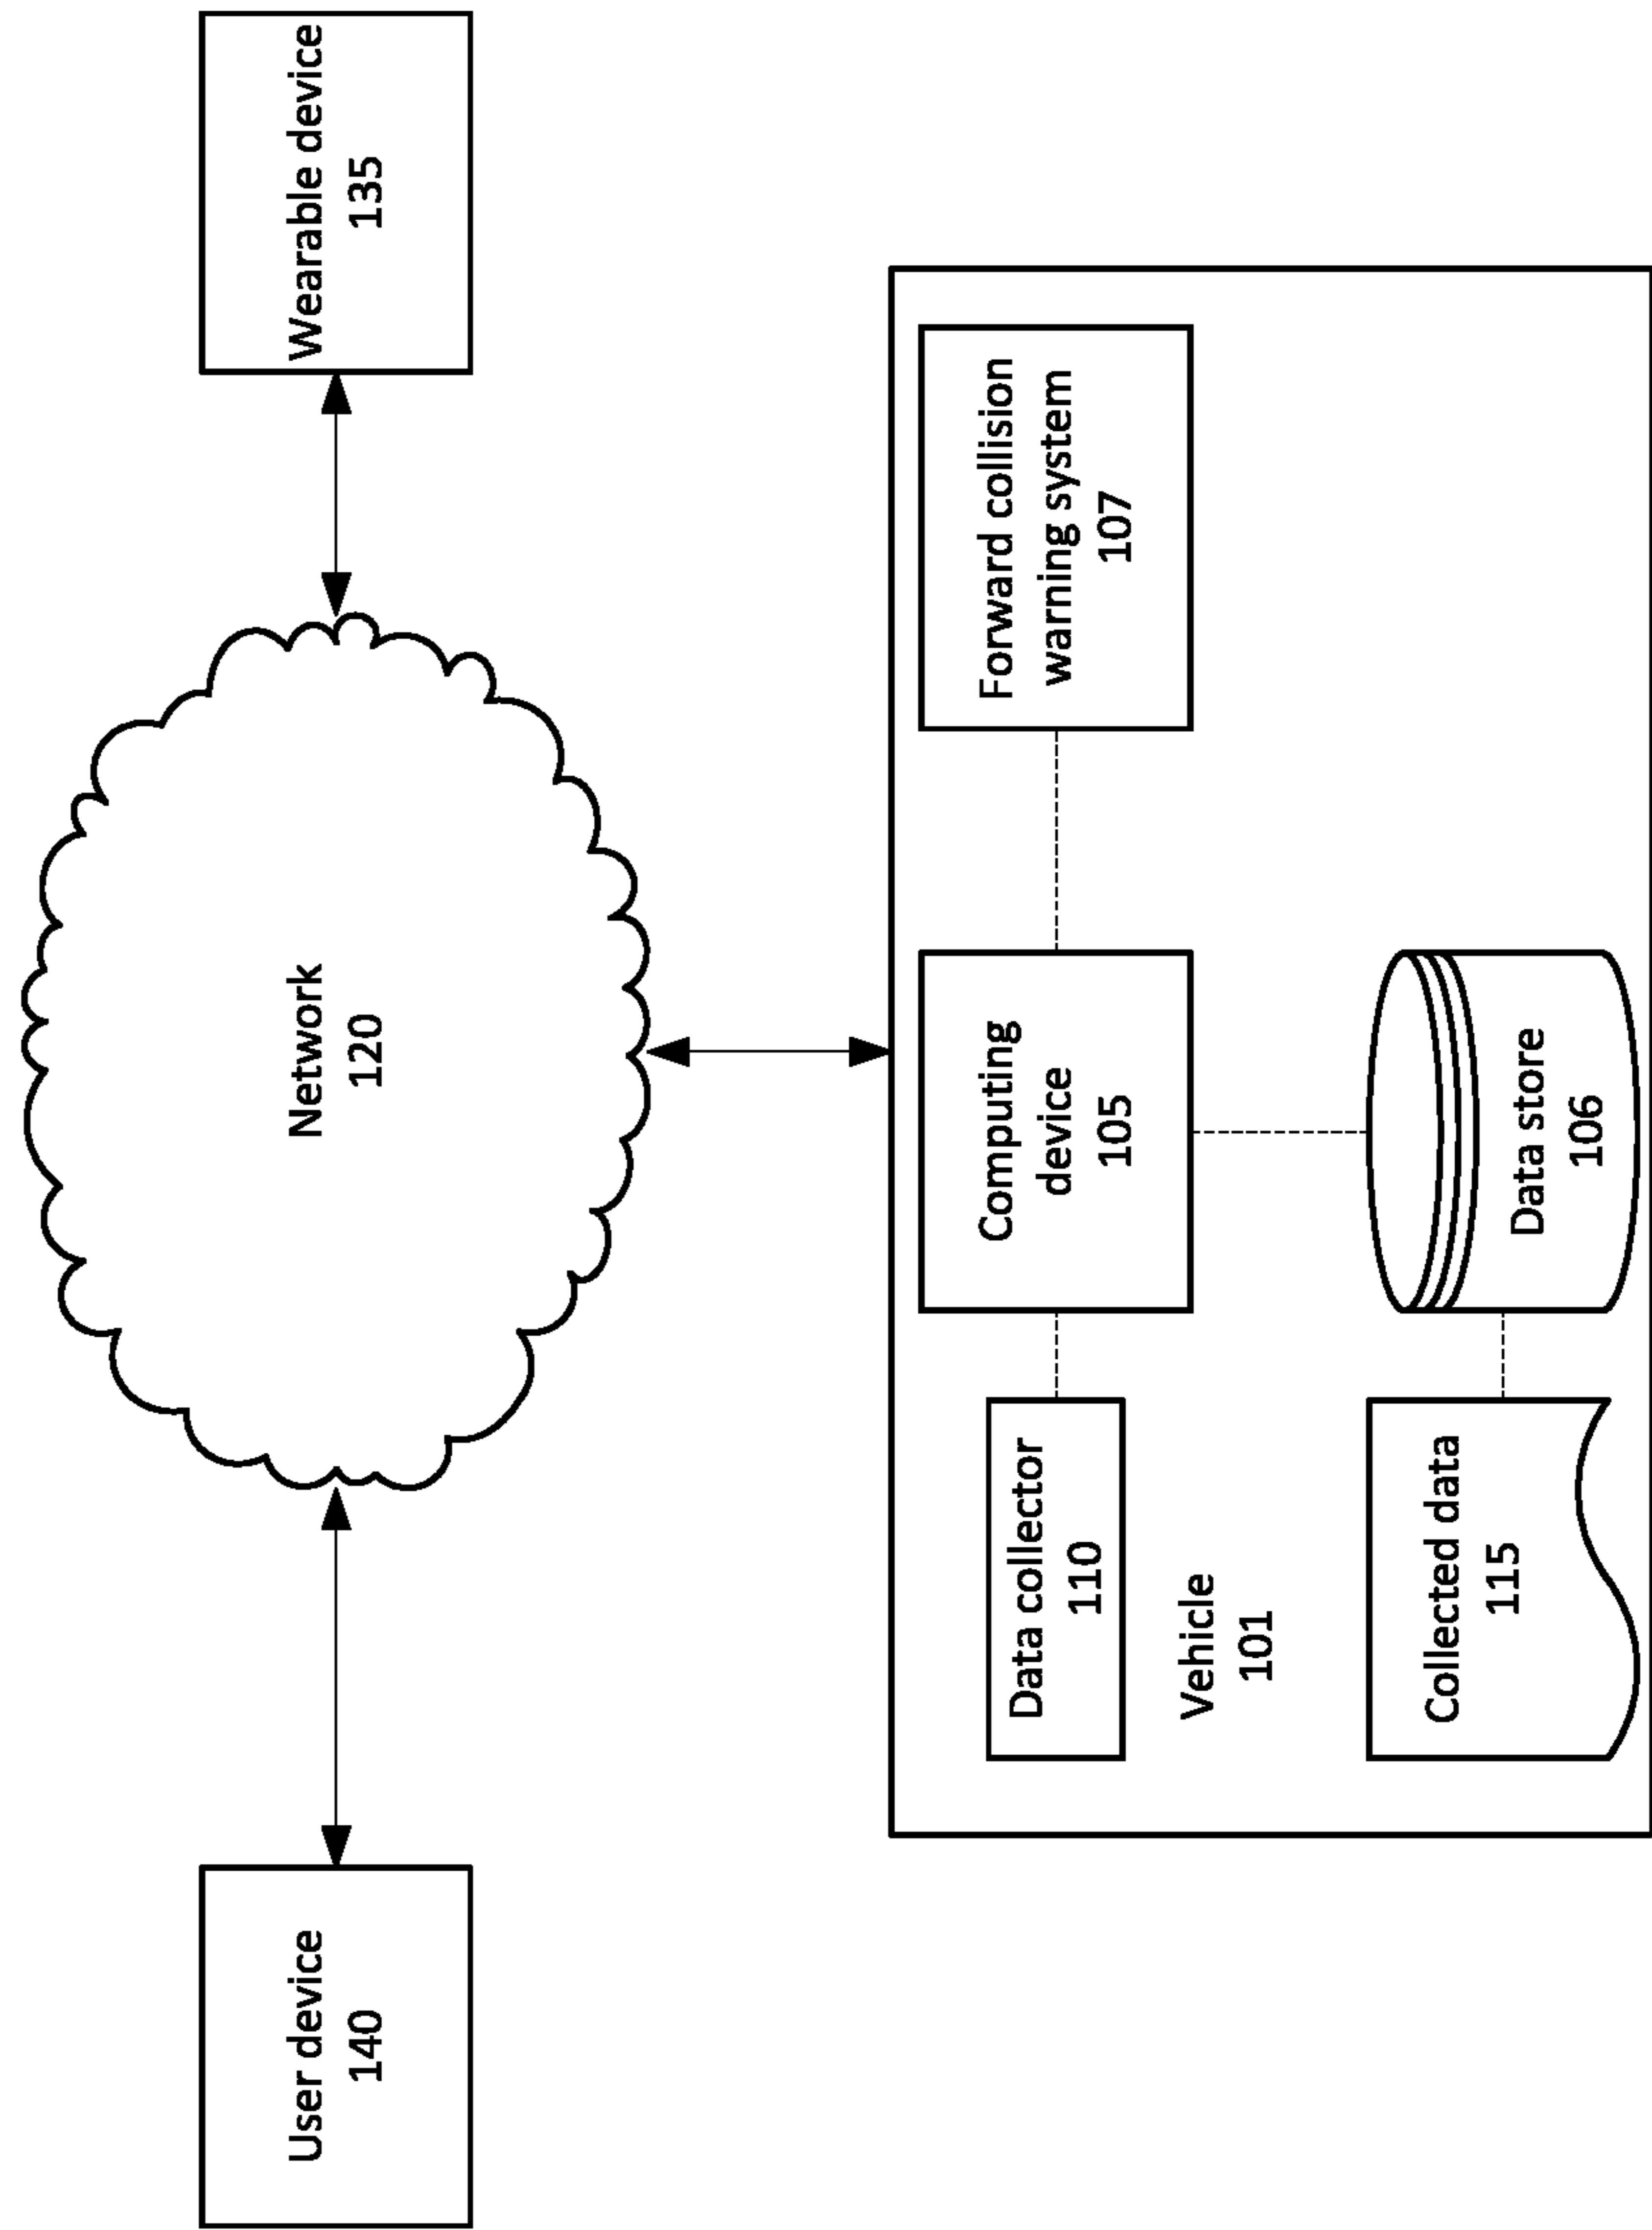 User device
140
Network
120
Wearable device
135
Data collector
110
Computing
device
105
Forward collision
warning system
107
Vehicle
101
Collected data
115
Data store
106